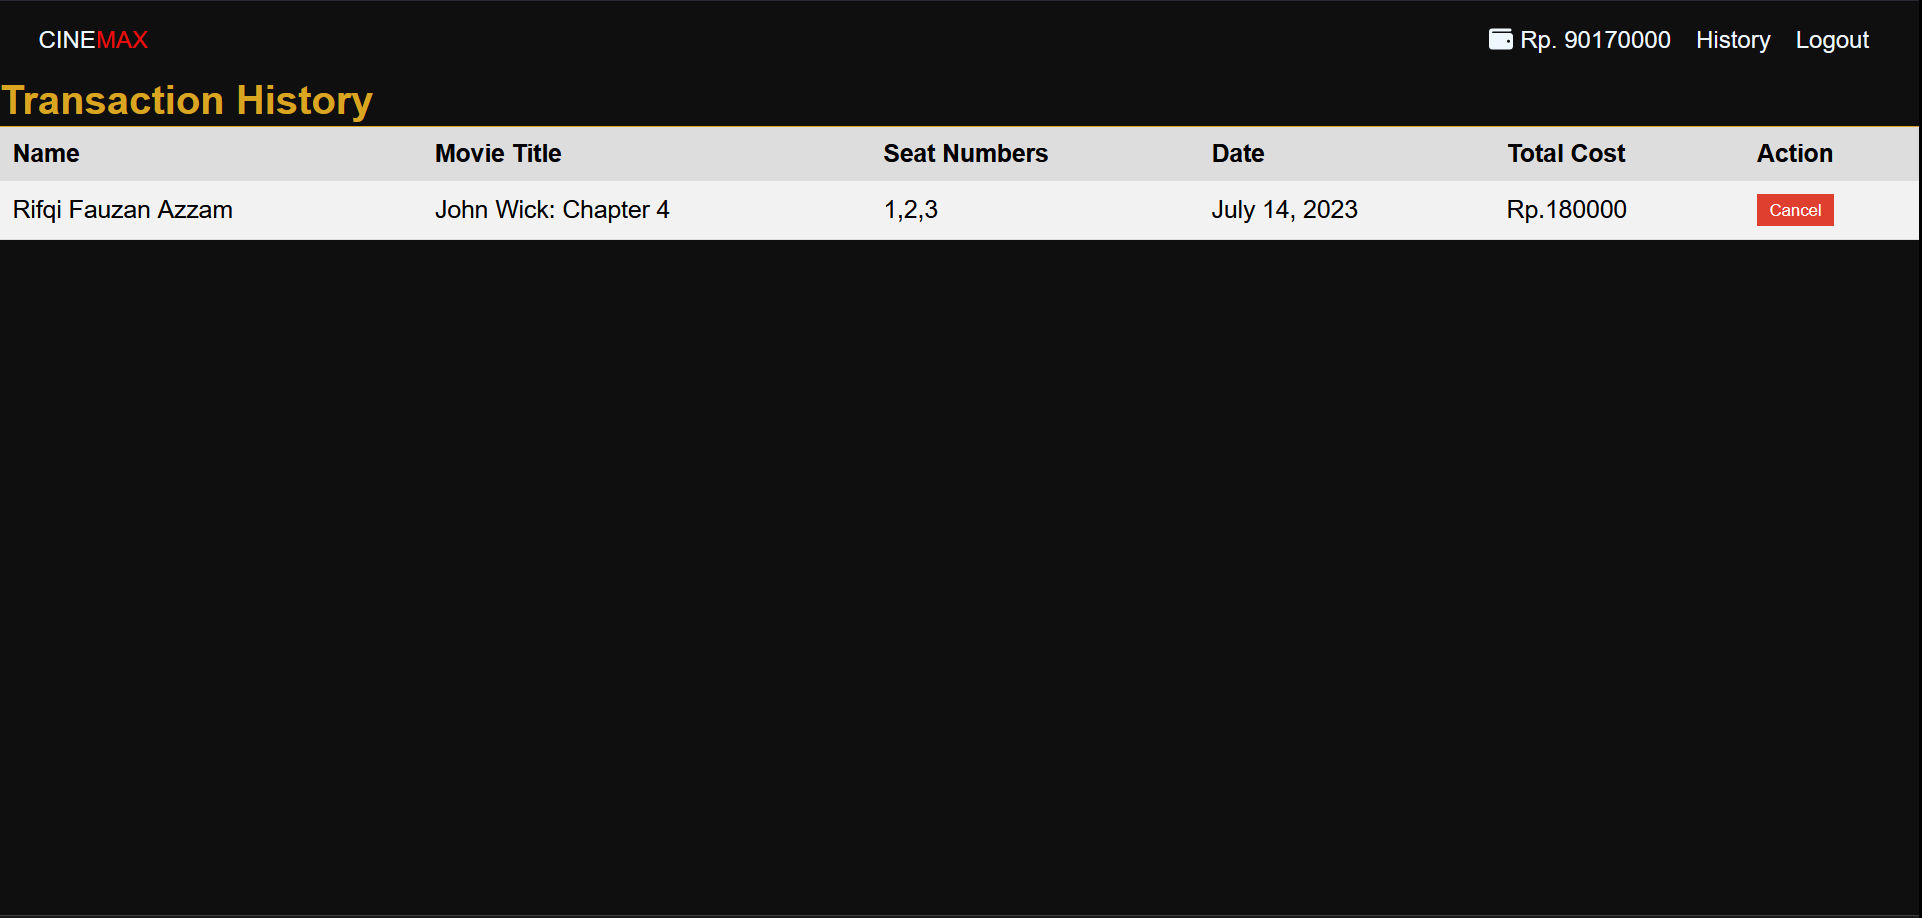 CINEMAX Rp. 90170000 History Logout
Transaction History
Name Movie Title Seat Numbers Date Total Cost Action
Rifqi Fauzan Azzam John Wick: Chapter 4 1,2,3 July 14, 2023 Rp.180000 Cancel